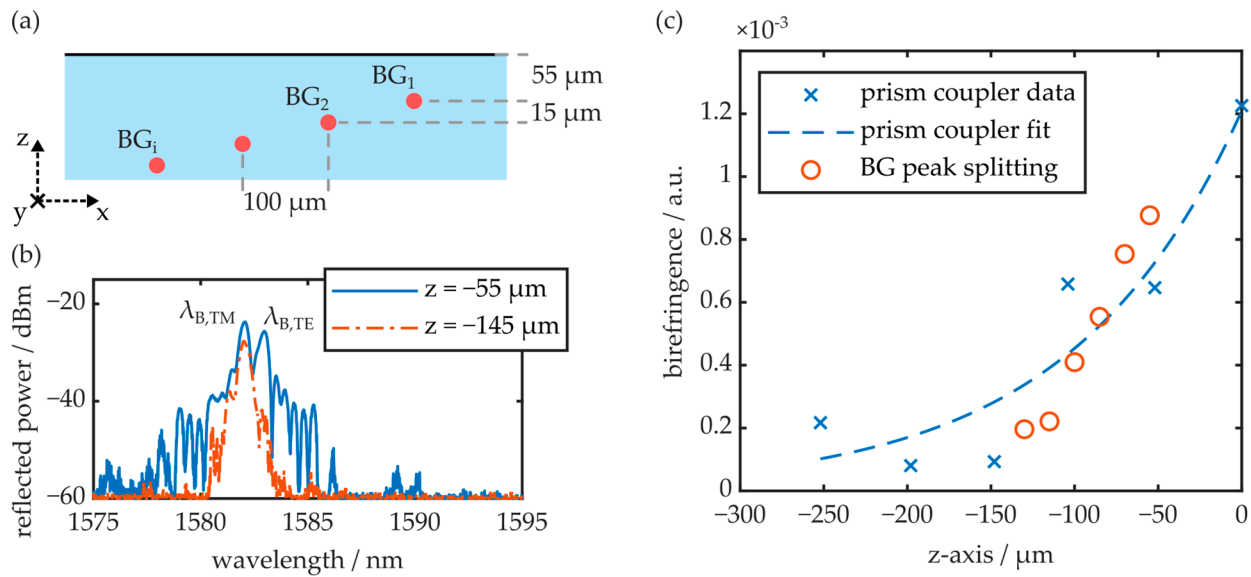 (a)
55 µm
BG1
BG2
15 µm
BGi
z
y
x
100 µm
(b)
reflected power / dBm
−20
−40
−60
λB,TM
λB,TE
z = −55 µm
z = −145 µm
1575
1580
1585
1590
1595
wavelength / nm
(c)
×10-3
birefringence / a.u.
1.2
1
0.8
0.6
0.4
0.2
0
prism coupler data
prism coupler fit
BG peak splitting
−300
−250
−200
−150
−100
−50
0
z-axis / µm